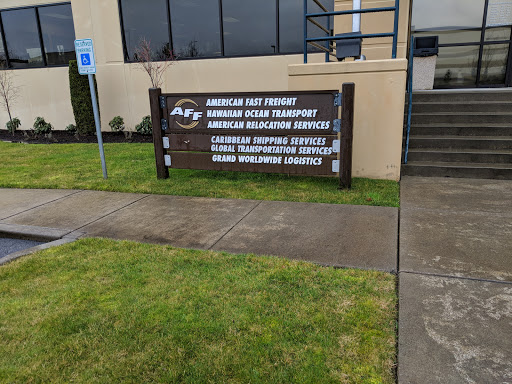 AFF
AMERICAN FAST FREIGHT
HAWAIIAN OCEAN TRANSPORT
AMERICAN RELOCATION SERVICES
CARIBBEAN SHIPPING SERVICES
GLOBAL TRANSPORTATION SERVICES
GRAND WORLDWIDE LOGISTICS